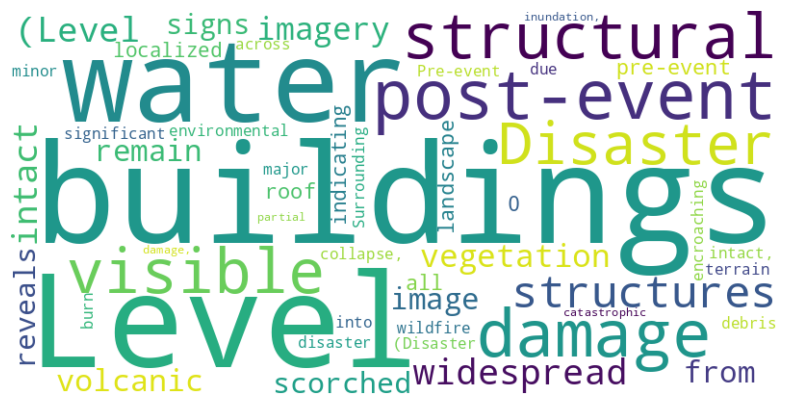 inundation,
(Level signs imagery structural
localized across
minor water Pre-event due pre-event
post-event
significant environmental Disaster
intact remain indicating Surrounding landscape
major
roof O
buildings
partial
encroaching
damage, collapse, vegetation intact,
reveals visible terrain
all
burn Level image structures
catastrophic
into wildfire debris
disaster (Disaster damage
volcanic scorched widespread from